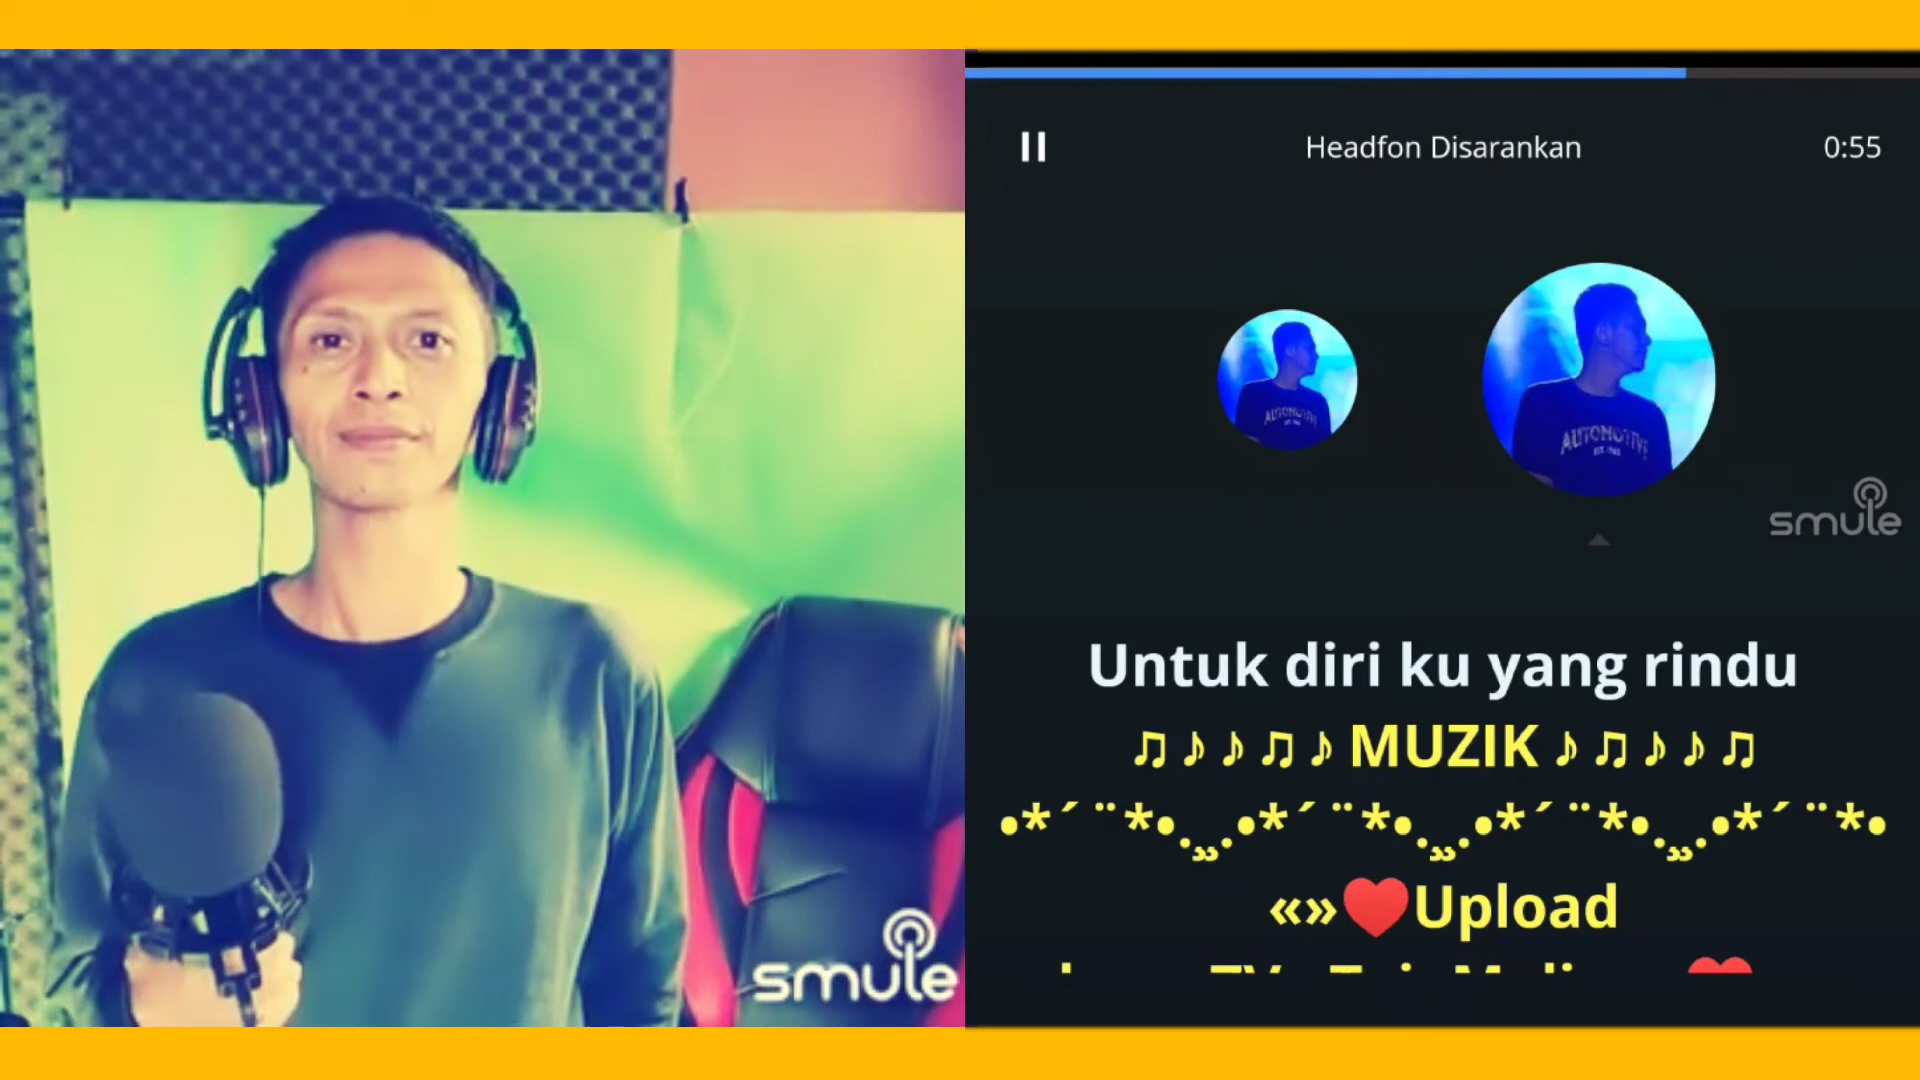 Headfon Disarankan
0:55
AUTOMOTIVE
AUTOMOTIVE
smule
Untuk diri ku yang rindu
♫ ♪ ♪ ♫ ♪ MUZIK ♪ ♫ ♪ ♪ ♫
•*´¨*•.¸¸.•*´¨*•.¸¸.•*´¨*•.¸¸.•*´¨*•
«»❤Upload
smule